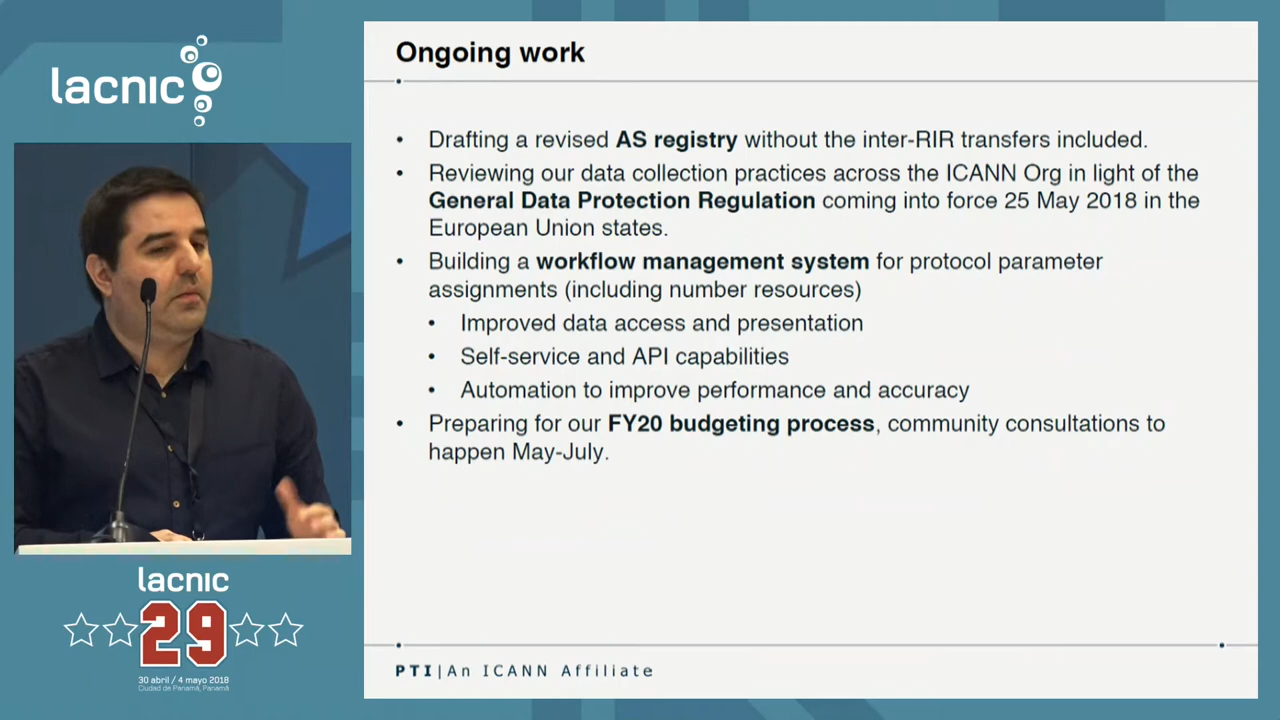 lacnic
Ongoing work
• Drafting a revised AS registry without the inter-RIR transfers included.
• Reviewing our data collection practices across the ICANN Org in light of the
General Data Protection Regulation coming into force 25 May 2018 in the
European Union states.
• Building a workflow management system for protocol parameter
assignments (including number resources)
• Improved data access and presentation
• Self-service and API capabilities
• Automation to improve performance and accuracy
• Preparing for our FY20 budgeting process, community consultations to
happen May-July.
PTI|An ICANN Affiliate
lacnic
29
30 abril / 4 mayo 2018
Ciudad de Panamá, Panamá